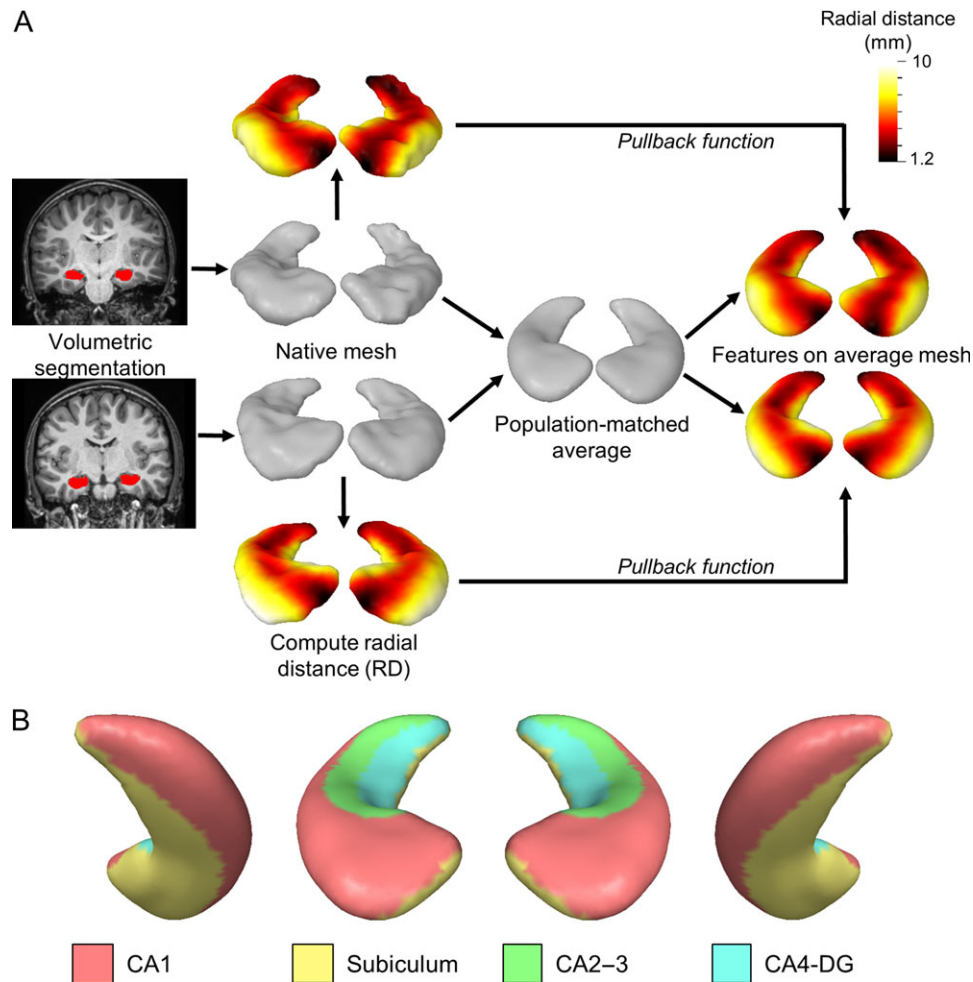 A
Radial distance
(mm)
10
1.2
Pullback function
Volumetric
segmentation
Native mesh
Features on average mesh
Population-matched
average
Pullback function
Compute radial
distance (RD)
B
CA1
Subiculum
CA2–3
CA4-DG